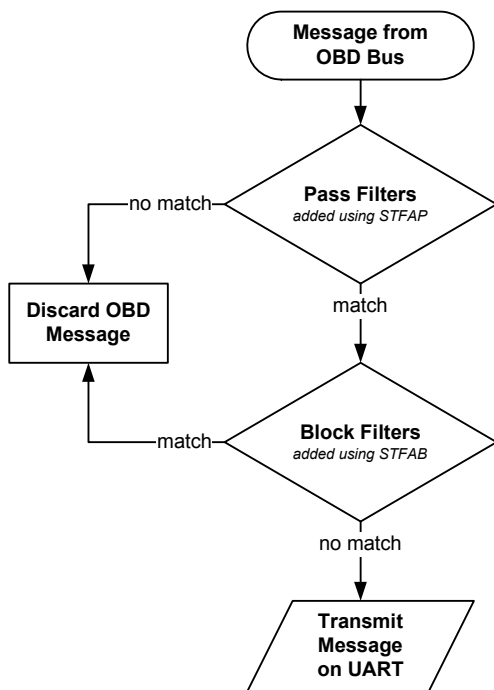 Message from
OBD Bus
Pass Filters
added using STFAP
no match
match
Discard OBD
Message
Block Filters
added using STFAB
match
no match
Transmit
Message
on UART